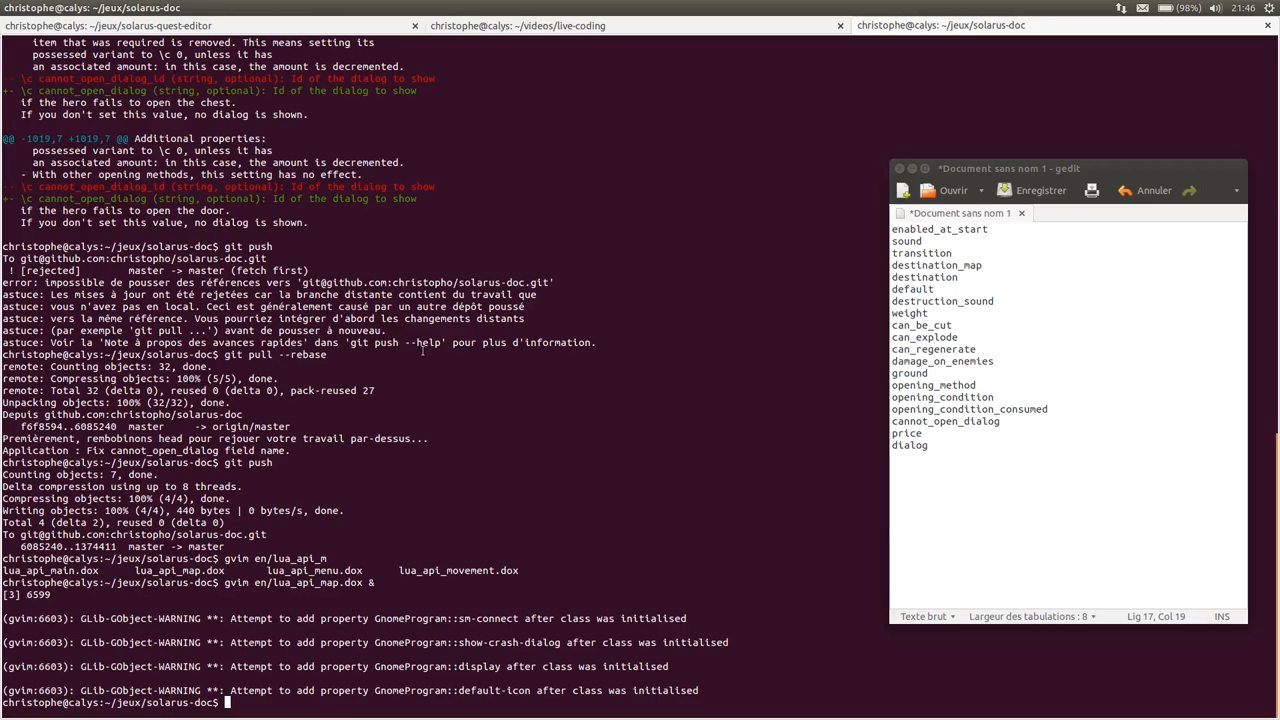 christophe@calys: ~/jeux/solarus-doc
(98%)
21:46
christophe@calys: ~/jeux/solarus-quest-editor
christophe@calys: ~/videos/live-coding
christophe@calys: ~/jeux/solarus-doc
item that was required is removed. This means setting its
possessed variant to \c 0, unless it has
an associated amount: in this case, the amount is decremented.
-- \c cannot_open_dialog_id (string, optional): Id of the dialog to show
+- \c cannot_open_dialog (string, optional): Id of the dialog to show
if the hero fails to open the chest.
If you don't set this value, no dialog is shown.
@@ -1019,7 +1019,7 @@ Additional properties:
possessed variant to \c 0, unless it has
an associated amount: in this case, the amount is decremented.
- With other opening methods, this setting has no effect.
-- \c cannot_open_dialog_id (string, optional): Id of the dialog to show
+- \c cannot_open_dialog (string, optional): Id of the dialog to show
if the hero fails to open the door.
If you don't set this value, no dialog is shown.
christophe@calys:~/jeux/solarus-doc$ git push
To git@github.com:christopho/solarus-doc.git
! [rejected] master -> master (fetch first)
error: impossible de pousser des références vers 'git@github.com:christopho/solarus-doc.git'
astuce: Les mises à jour ont été rejetées car la branche distante contient du travail que
astuce: vous n'avez pas en local. Ceci est généralement causé par un autre dépôt poussé
astuce: vers la même référence. Vous pourriez intégrer d'abord les changements distants
astuce: (par exemple 'git pull ...') avant de pousser à nouveau.
astuce: Voir la 'Note à propos des avances rapides' dans 'git push --help' pour plus d'information.
christophe@calys:~/jeux/solarus-doc$ git pull --rebase
remote: Counting objects: 32, done.
remote: Compressing objects: 100% (5/5), done.
remote: Total 32 (delta 0), reused 0 (delta 0), pack-reused 27
Unpacking objects: 100% (32/32), done.
Depuis github.com:christopho/solarus-doc
f6f8594..6085240 master -> origin/master
Premièrement, rembobinons head pour rejouer votre travail par-dessus...
Application : Fix cannot_open_dialog field name.
christophe@calys:~/jeux/solarus-doc$ git push
Counting objects: 7, done.
Delta compression using up to 8 threads.
Compressing objects: 100% (4/4), done.
Writing objects: 100% (4/4), 440 bytes | 0 bytes/s, done.
Total 4 (delta 2), reused 0 (delta 0)
To git@github.com:christopho/solarus-doc.git
6085240..1374411 master -> master
christophe@calys:~/jeux/solarus-doc$ gvim en/lua_api_m
lua_api_main.dox lua_api_map.dox lua_api_menu.dox lua_api_movement.dox
christophe@calys:~/jeux/solarus-doc$ gvim en/lua_api_map.dox &
[3] 6599
(gvim:6603): GLib-GObject-WARNING **: Attempt to add property GnomeProgram::sm-connect after class was initialised
(gvim:6603): GLib-GObject-WARNING **: Attempt to add property GnomeProgram::show-crash-dialog after class was initialised
(gvim:6603): GLib-GObject-WARNING **: Attempt to add property GnomeProgram::display after class was initialised
(gvim:6603): GLib-GObject-WARNING **: Attempt to add property GnomeProgram::default-icon after class was initialised
christophe@calys:~/jeux/solarus-doc$
*Document sans nom 1 - gedit
Ouvrir
Enregistrer
Annuler
*Document sans nom 1
enabled_at_start
sound
transition
destination_map
destination
default
destruction_sound
weight
can_be_cut
can_explode
can_regenerate
damage_on_enemies
ground
opening_method
opening_condition
opening_condition_consumed
cannot_open_dialog
price
dialog
Texte brut
Largeur des tabulations : 8
Lig 17, Col 19
INS